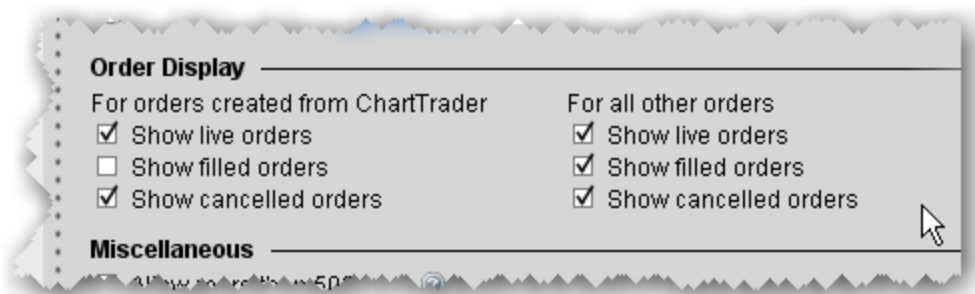 Order Display
For orders created from ChartTrader
Show live orders
Show filled orders
Show cancelled orders
For all other orders
Show live orders
Show filled orders
Show cancelled orders
Miscellaneous